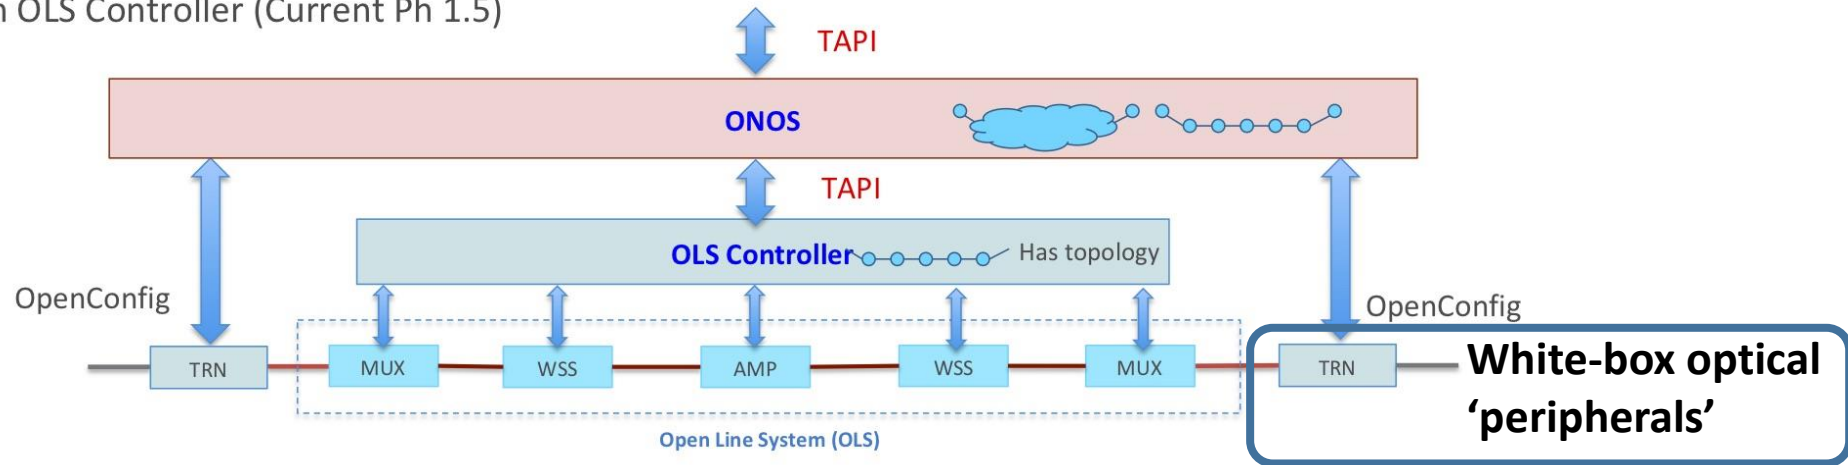 OLS Controller (Current Ph 1.5)
TAPI
ONOS
TAPI
OLS Controller
Has topology
OpenConfig
OpenConfig
TRN
MUX
WSS
AMP
WSS
MUX
TRN
White-box optical
‘peripherals’
Open Line System (OLS)